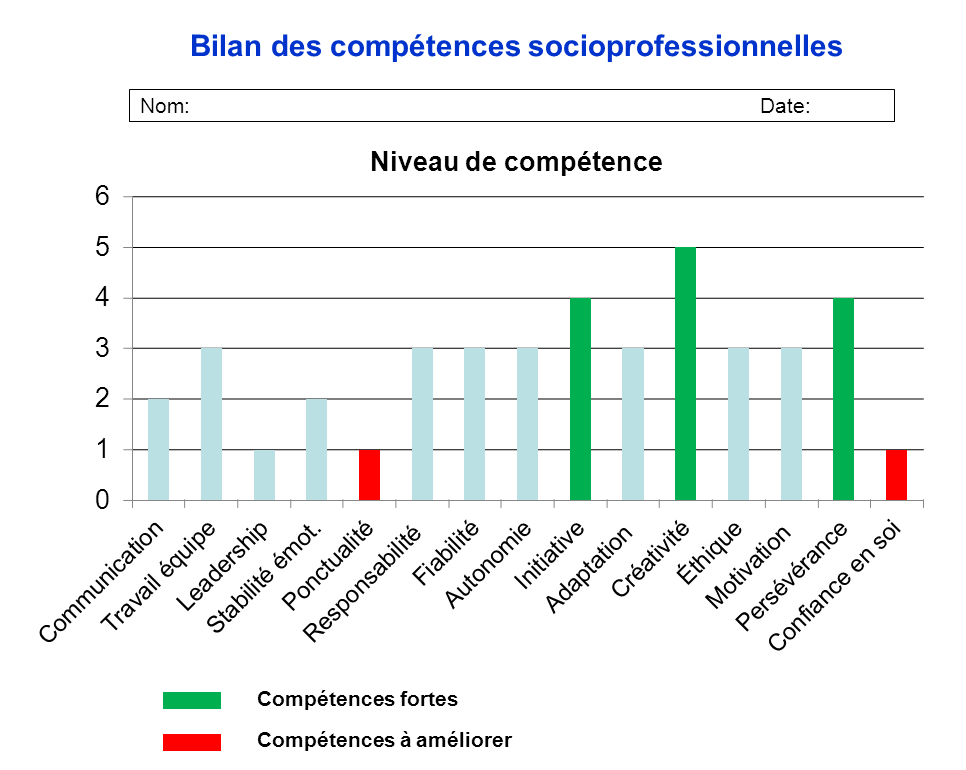 Bilan des compétences socioprofessionnelles
Nom: Date:
Niveau de compétence
6
5
4
3
2
1
0
Communication
Travail équipe
Leadership
Stabilité émot.
Ponctualité
Responsabilité
Fiabilité
Autonomie
Initiative
Adaptation
Créativité
Éthique
Motivation
Persévérance
Confiance en soi
Compétences fortes
Compétences à améliorer